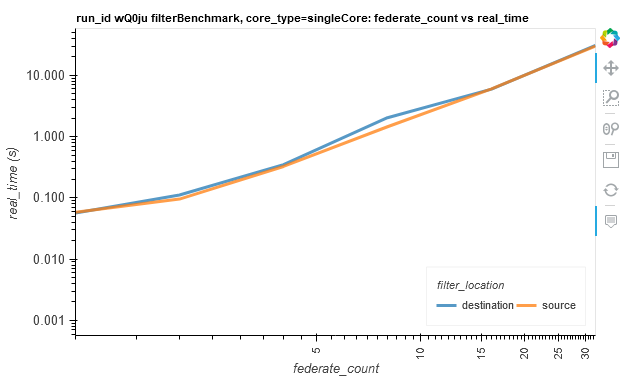 run_id wQ0ju filterBenchmark, core_type=singleCore: federate_count vs real_time
real_time (s)
10.000
1.000
0.100
0.010
0.001
filter_location
destination
source
5
10
15
20
25
30
federate_count